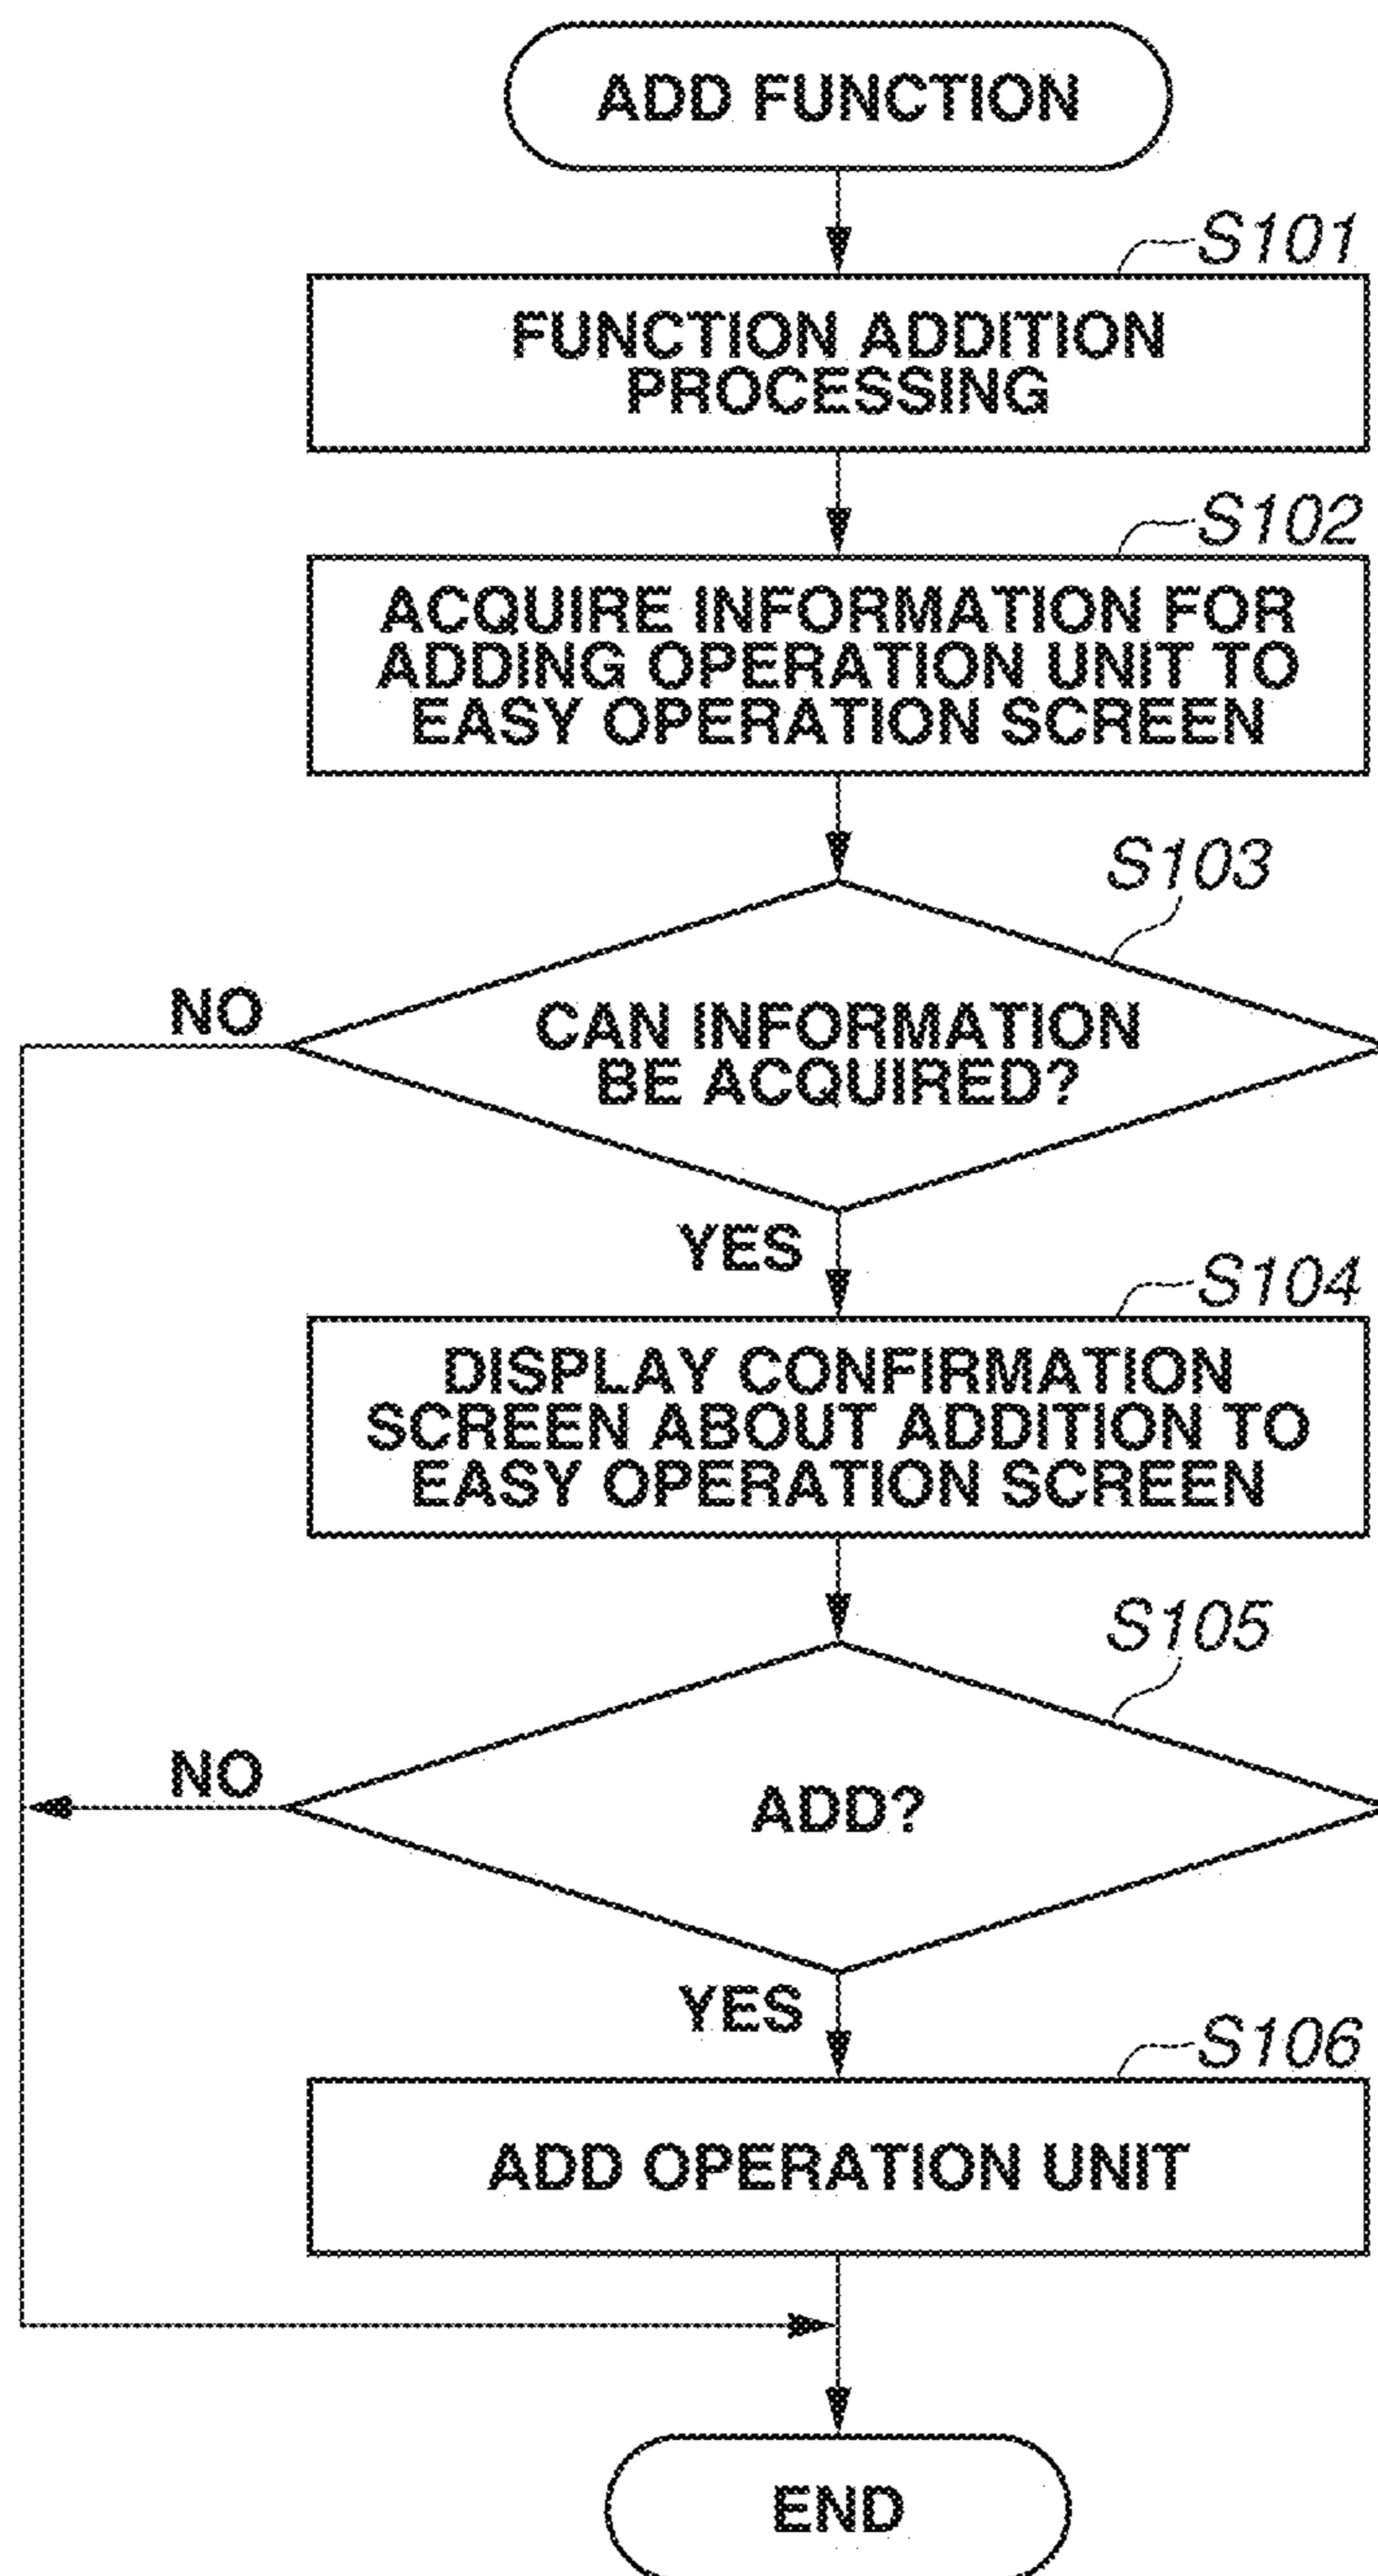 ADD FUNCTION
S101
FUNCTION ADDITION
PROCESSING
S102
ACQUIRE INFORMATION FOR
ADDING OPERATION UNIT TO
EASY OPERATION SCREEN
S103
NO
CAN INFORMATION
BE ACQUIRED?
YES
S104
DISPLAY CONFIRMATION
SCREEN ABOUT ADDITION TO
EASY OPERATION SCREEN
S105
NO
ADD?
YES
S106
ADD OPERATION UNIT
END